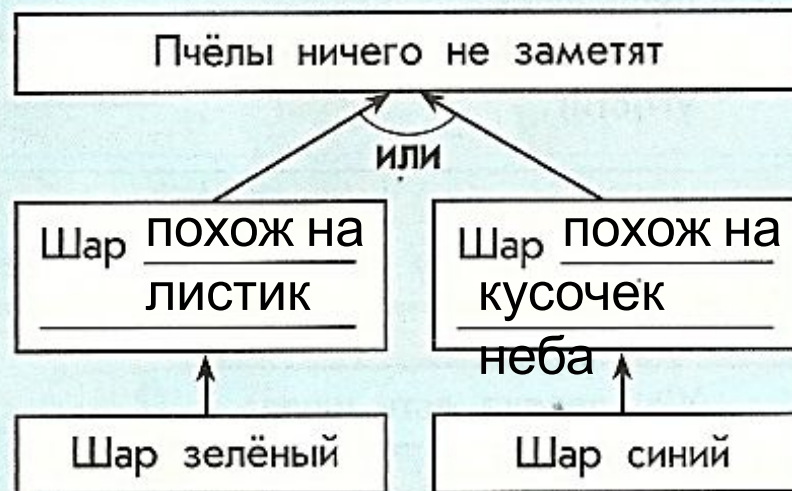 Пчёлы ничего не заметят
или
Шар похож на
листик
Шар похож на
кусочек
неба
Шар зелёный
Шар синий